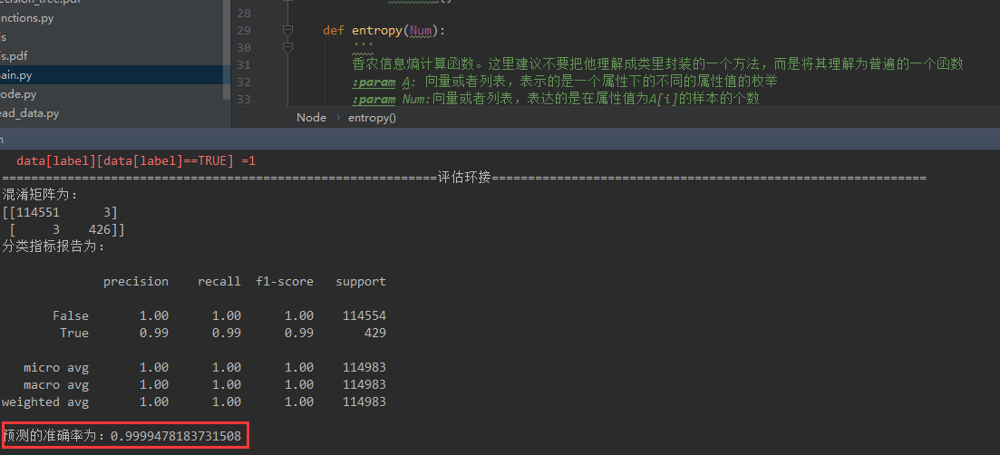 cision_tree.pdf
nctions.py
s
s.pdf
ain.py
ode.py
ead_data.py
28
29 def entropy(Num):
30 '''
31 香农信息熵计算函数。这里建议不要把他理解成类里封装的一个方法，而是将其理解为普遍的一个函数
32 :param A: 向量或者列表，表示的是一个属性下的不同的属性值的枚举
33 :param Num:向量或者列表，表达的是在属性值为A[i]的样本的个数
Node › entropy()
data[label][data[label]==TRUE] =1
============================================================评估环接============================================================
混淆矩阵为：
[[114551 3]
[ 3 426]]
分类指标报告为：
precision recall f1-score support
False 1.00 1.00 1.00 114554
True 0.99 0.99 0.99 429
micro avg 1.00 1.00 1.00 114983
macro avg 1.00 1.00 1.00 114983
weighted avg 1.00 1.00 1.00 114983
预测的准确率为：0.9999478183731508